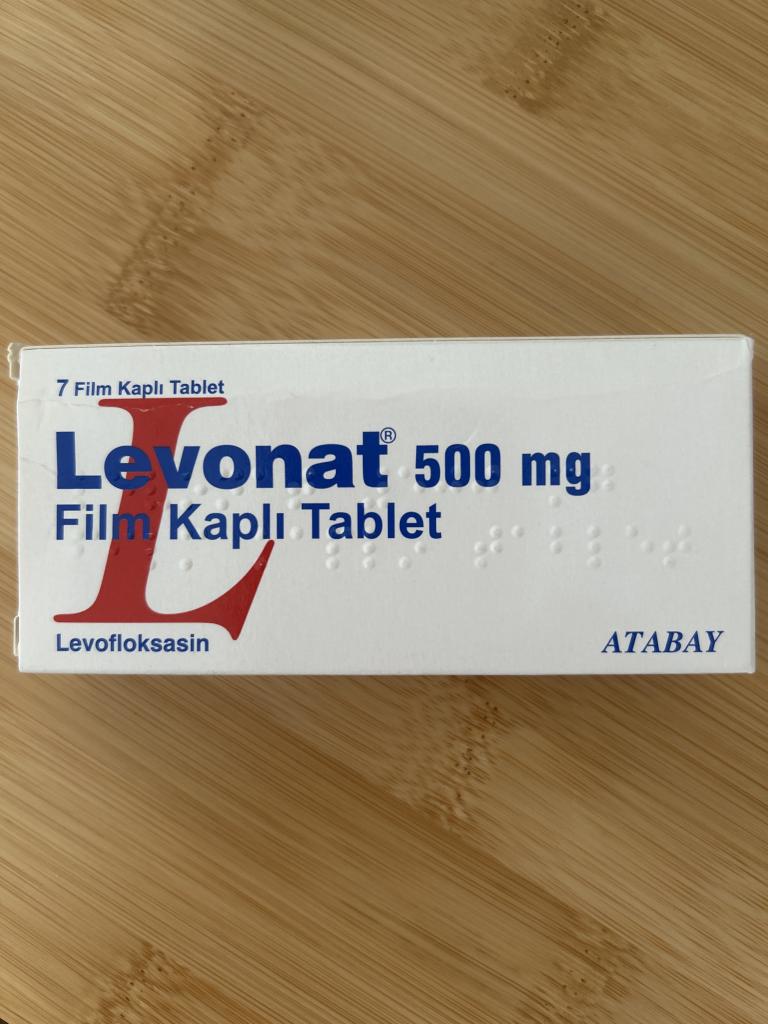 7 Film Kaplı Tablet
Levonat® 500 mg
Film Kaplı Tablet
Levofloksasin
ATABAY